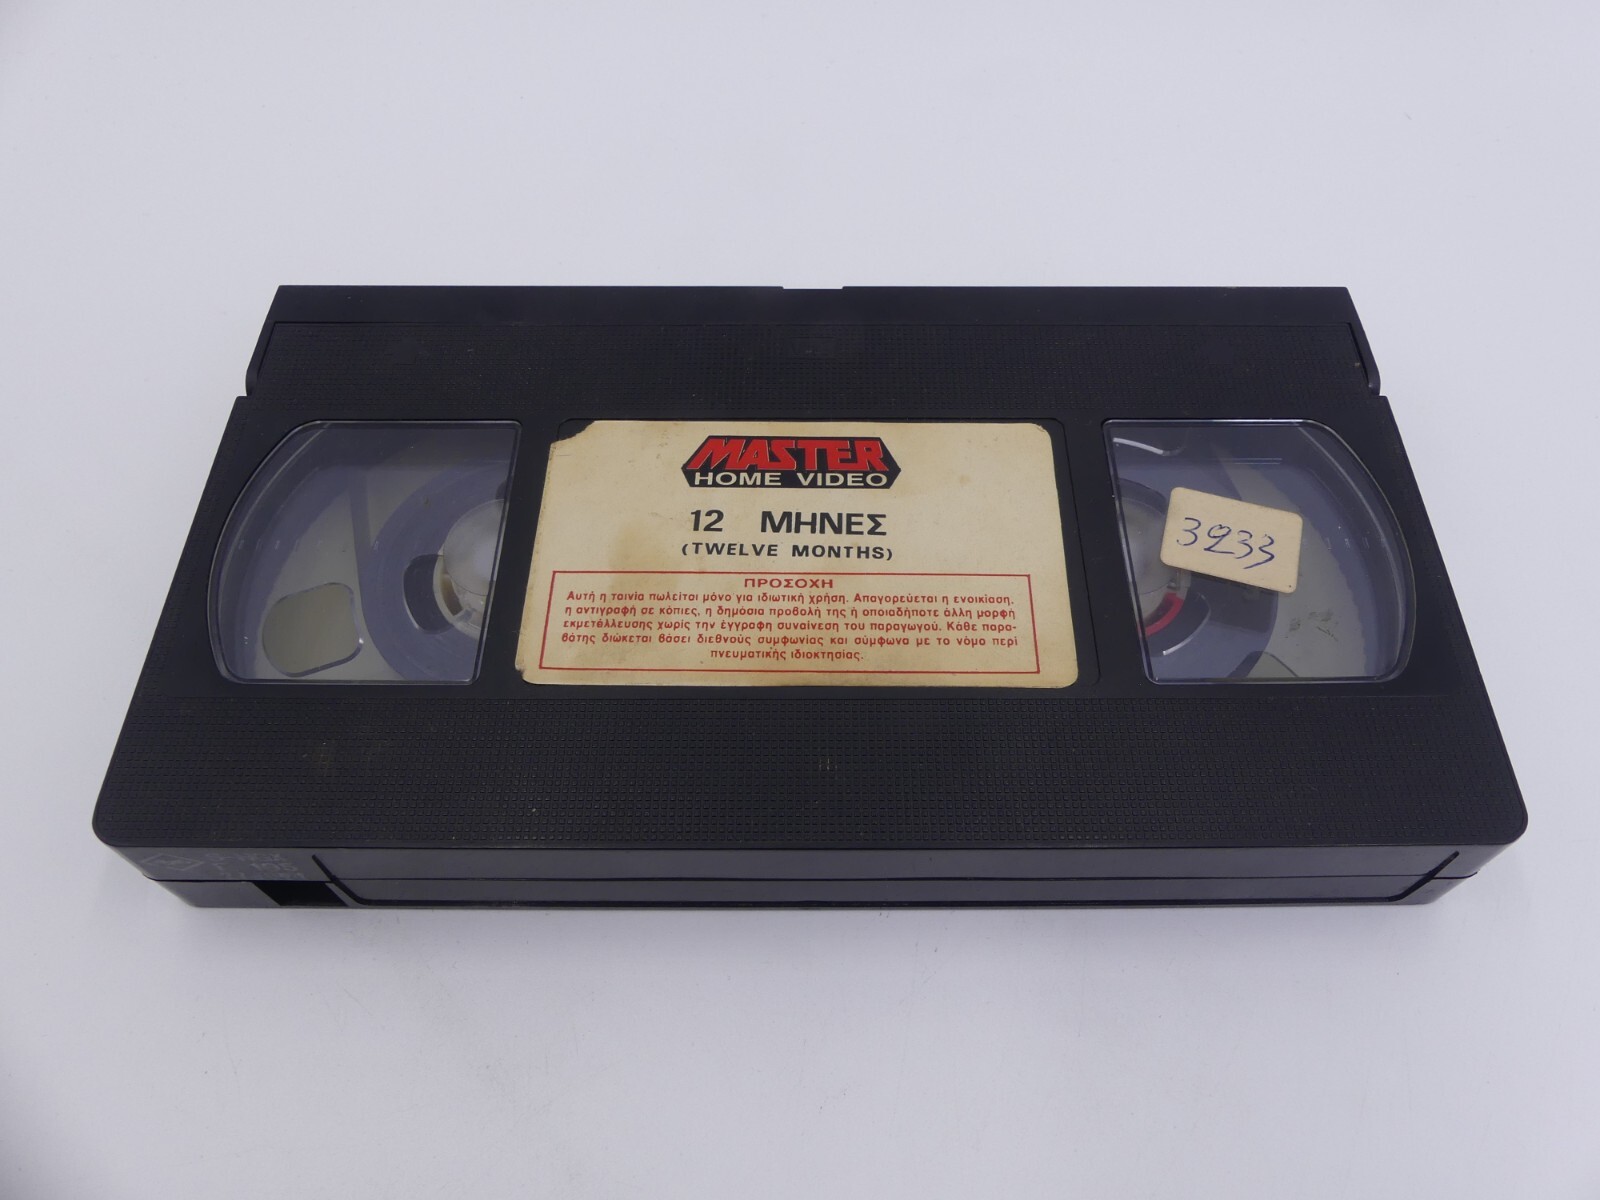 MASTER
HOME VIDEO
12 ΜΗΝΕΣ
(TWELVE MONTHS)
ΠΡΟΣΟΧΗ
Αυτή η ταινία πωλείται μόνο για ιδιωτική χρήση. Απαγορεύεται η ενοικίαση,
η αντιγραφή σε κόπιες, η δημόσια προβολή της ή οποιαδήποτε άλλη μορφή
εκμετέλλευσης χωρίς την έγγραφη συναίνεση του παραγωγού. Κάθε παρα-
βάτης διώκεται βάσει διεθνούς συμφωνίας και σύμφωνα με το νόμο περί
πνευματικής ιδιοκτησίας.
3233